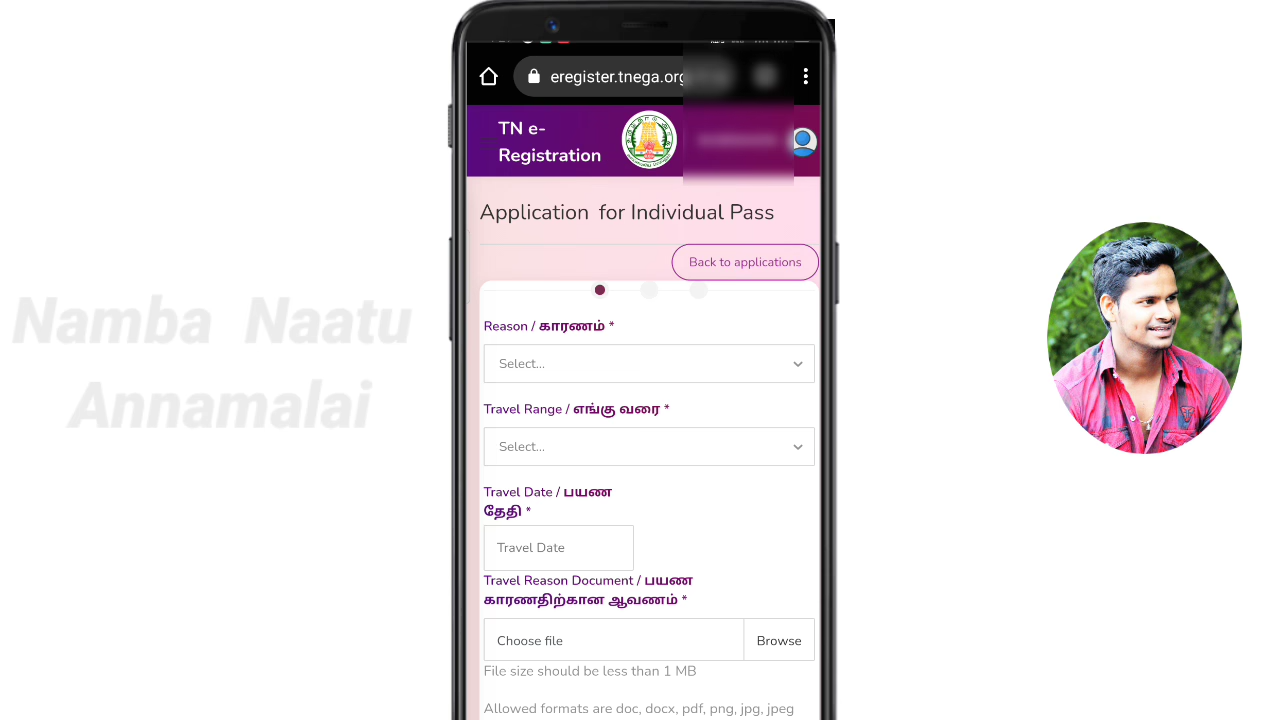 eregister.tnega.org
TN e-
Registration
Application for Individual Pass
Back to applications
Reason / காரணம் *
Select...
Travel Range / எங்கு வரை *
Select...
Travel Date / பயண
தேதி *
Travel Date
Travel Reason Document / பயண
காரணதிற்கான ஆவணம் *
Choose file
Browse
File size should be less than 1 MB
Allowed formats are doc, docx, pdf, png, jpg, jpeg
Namba Naatu
Annamalai